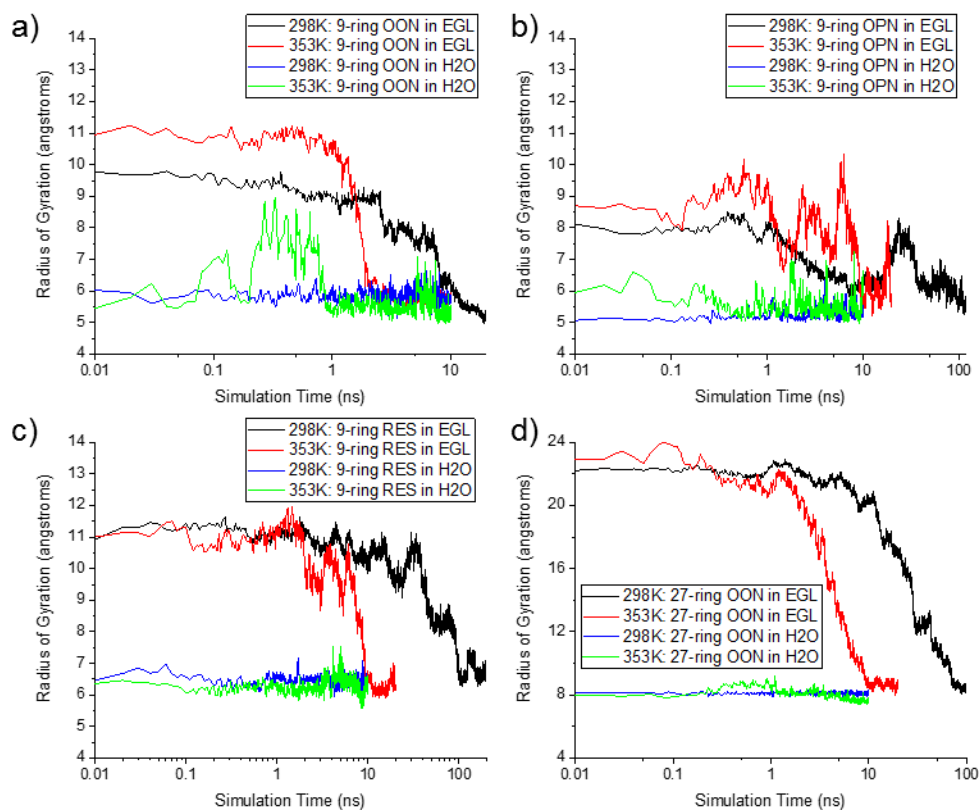 a)
298K: 9-ring OON in EGL
353K: 9-ring OON in EGL
298K: 9-ring OON in H2O
353K: 9-ring OON in H2O
14
13
12
11
10
9
8
7
6
5
4
Radius of Gyration (angstroms)
0.01
0.1
1
10
Simulation Time (ns)
b)
298K: 9-ring OPN in EGL
353K: 9-ring OPN in EGL
298K: 9-ring OPN in H2O
353K: 9-ring OPN in H2O
14
13
12
11
10
9
8
7
6
5
4
Radius of Gyration (angstroms)
0.01
0.1
1
10
100
Simulation Time (ns)
c)
298K: 9-ring RES in EGL
353K: 9-ring RES in EGL
298K: 9-ring RES in H2O
353K: 9-ring RES in H2O
14
13
12
11
10
9
8
7
6
5
4
Radius of Gyration (angstroms)
0.01
0.1
1
10
100
Simulation Time (ns)
d)
24
20
16
12
8
4
Radius of Gyration (angstroms)
298K: 27-ring OON in EGL
353K: 27-ring OON in EGL
298K: 27-ring OON in H2O
353K: 27-ring OON in H2O
0.01
0.1
1
10
100
Simulation Time (ns)